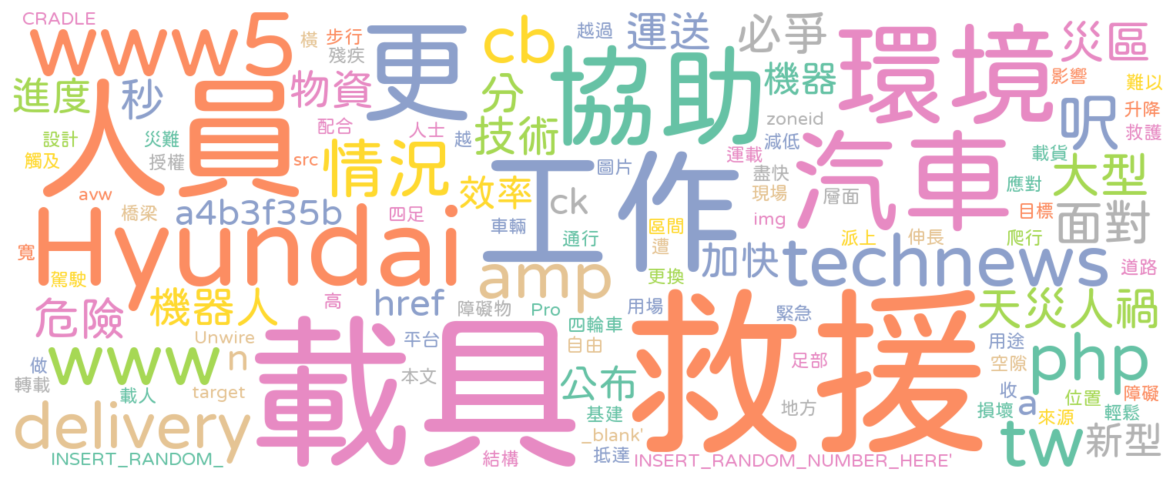 CRADLE
www5
橫
步行
殘疾
更
cb
越過
運送
必爭
環境
災區
進度
秒
物資
分
協助
機器
影響
難以
人員
設計
災難
配合
人士
越
技術
zoneid
減低
呎
升降
救護
觸及
授權
src
情況
圖片
運載
盡快
汽車
載貨
大型
avw
橋梁
a4b3f35b
四足
效率
ck
工作
現場
層面
應對
面對
img
目標
寬
Hyundai
車輛
通行
區間
遭
加快
派上
伸長
爬行
technews
道路
駕駛
amp
更換
危險
機器人
高
href
障礙物
Pro
用場
緊急
天災人禍
四輪車
Unwire
自由
平台
做
www
n
載具
救援
足部
用途
空隙
php
轉載
載人
target
本文
公布
收
a
位置
障礙
delivery
基建
地方
損壞
來源
輕鬆
_blank'
tw
新型
INSERT_RANDOM_
結構
抵達
INSERT_RANDOM_NUMBER_HERE'